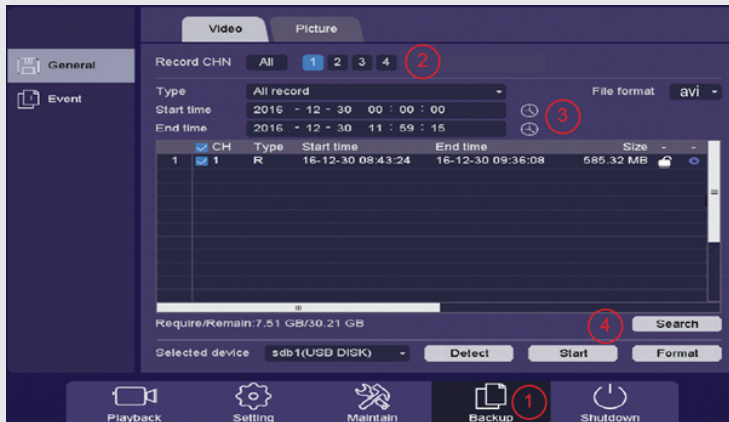 Video Picture
General
Event
Record CHN All 1 2 3 4 2
Type All record File format avi
Start time 2016 - 12 - 30 00 : 00 : 00
3
End time 2016 - 12 - 30 11 : 59 : 15
CH Type Start time End time Size - -
1 1 R 16-12-30 08:43:24 16-12-30 09:36:08 585.32 MB
Require/Remain:7.51 GB/30.21 GB 4 Search
Selected device sdb1(USB DISK) Detect Start Format
1
Playback Setting Maintain Backup Shutdown